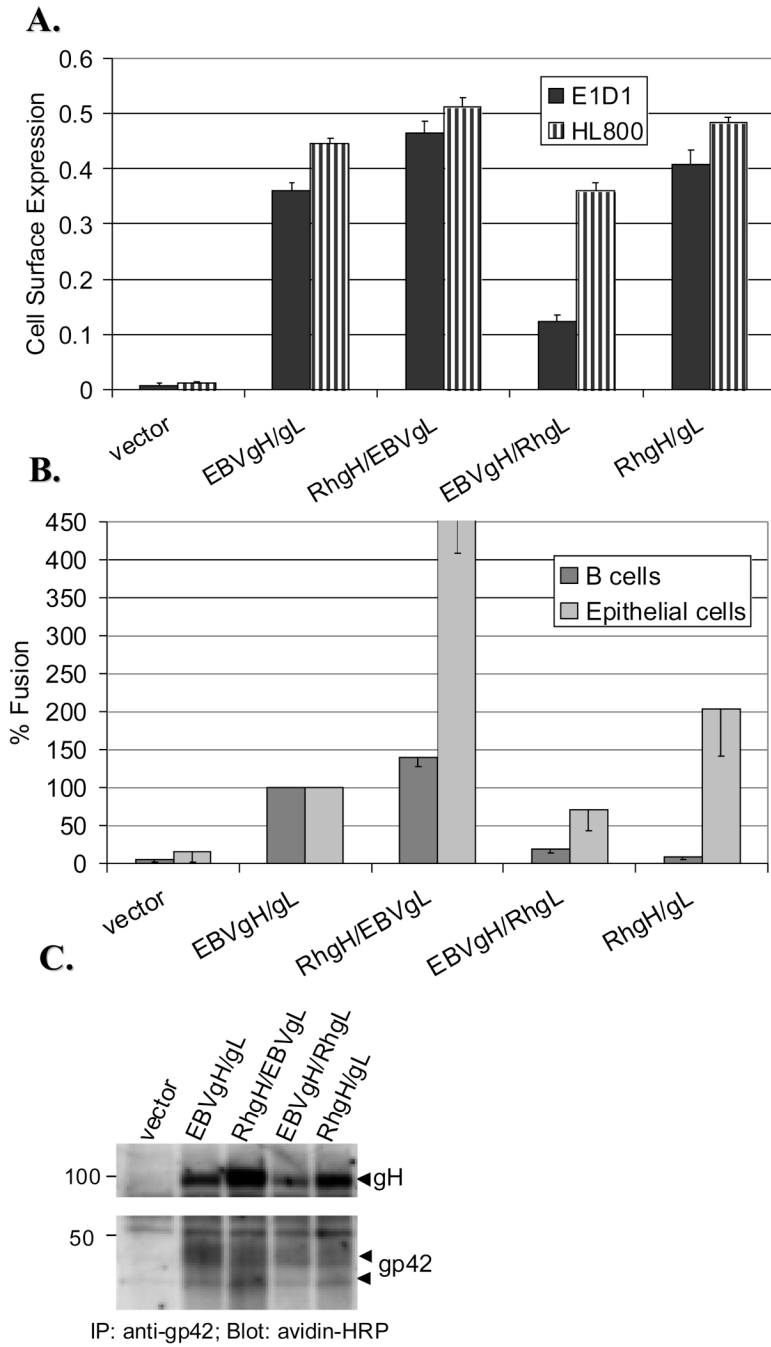 A.
Cell Surface Expression
0.6
0.5
0.4
0.3
0.2
0.1
0
E1D1
HL800
vector
EBVgH/gL
RhgH/EBVgL
EBVgH/RhgL
RhgH/gL
B.
% Fusion
450
400
350
300
250
200
150
100
50
0
B cells
Epithelial cells
vector
EBVgH/gL
RhgH/EBVgL
EBVgH/RhgL
RhgH/gL
C.
vector
EBVgH/gL
RhgH/EBVgL
EBVgH/RhgL
RhgH/gL
100
gH
50
gp42
IP: anti-gp42; Blot: avidin-HRP